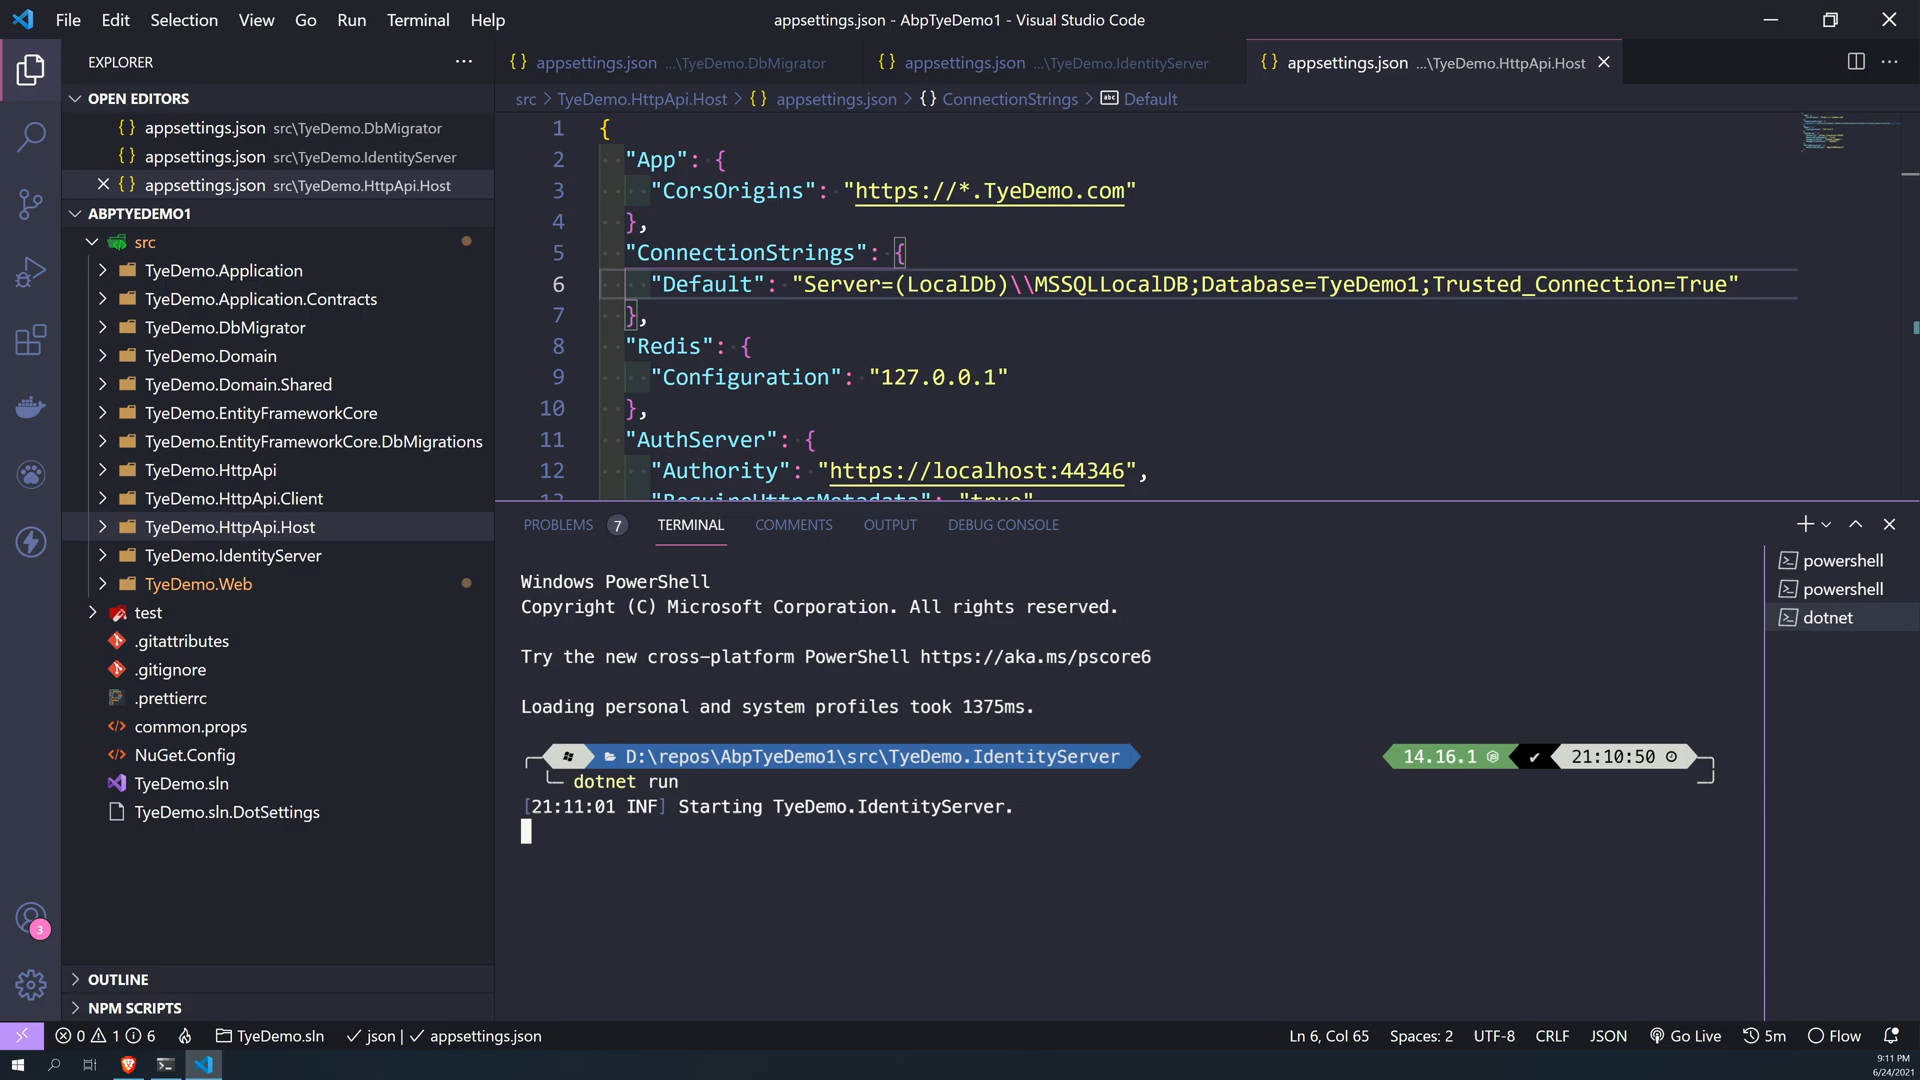 File Edit Selection View Go Run Terminal Help
appsettings.json - AbpTyeDemo1 - Visual Studio Code
EXPLORER
OPEN EDITORS
{} appsettings.json src\TyeDemo.DbMigrator
{} appsettings.json src\TyeDemo.IdentityServer
{} appsettings.json src\TyeDemo.HttpApi.Host
ABPTYEDEMO1
src
TyeDemo.Application
TyeDemo.Application.Contracts
TyeDemo.DbMigrator
TyeDemo.Domain
TyeDemo.Domain.Shared
TyeDemo.EntityFrameworkCore
TyeDemo.EntityFrameworkCore.DbMigrations
TyeDemo.HttpApi
TyeDemo.HttpApi.Client
TyeDemo.HttpApi.Host
TyeDemo.IdentityServer
TyeDemo.Web
test
.gitattributes
.gitignore
.prettierrc
common.props
NuGet.Config
TyeDemo.sln
TyeDemo.sln.DotSettings
OUTLINE
NPM SCRIPTS
3
{} appsettings.json ...\TyeDemo.DbMigrator
{} appsettings.json ...\TyeDemo.IdentityServer
{} appsettings.json ...\TyeDemo.HttpApi.Host
src > TyeDemo.HttpApi.Host > {} appsettings.json > {} ConnectionStrings > abc Default
1 {
2 "App": {
3 "CorsOrigins": "https://*.TyeDemo.com"
4 },
5 "ConnectionStrings": {
6 "Default": "Server=(LocalDb)\\MSSQLLocalDB;Database=TyeDemo1;Trusted_Connection=True"
7 },
8 "Redis": {
9 "Configuration": "127.0.0.1"
10 },
11 "AuthServer": {
12 "Authority": "https://localhost:44346",
13 "RequireHttpsMetadata": "true"
PROBLEMS 7 TERMINAL COMMENTS OUTPUT DEBUG CONSOLE
Windows PowerShell
Copyright (C) Microsoft Corporation. All rights reserved.
Try the new cross-platform PowerShell https://aka.ms/pscore6
Loading personal and system profiles took 1375ms.
D:\repos\AbpTyeDemo1\src\TyeDemo.IdentityServer
14.16.1 ✔ 21:10:50
dotnet run
[21:11:01 INF] Starting TyeDemo.IdentityServer.
powershell
powershell
dotnet
0 1 6 TyeDemo.sln ✓ json | ✓ appsettings.json
Ln 6, Col 65 Spaces: 2 UTF-8 CRLF JSON Go Live 5m Flow
9:11 PM
6/24/2021